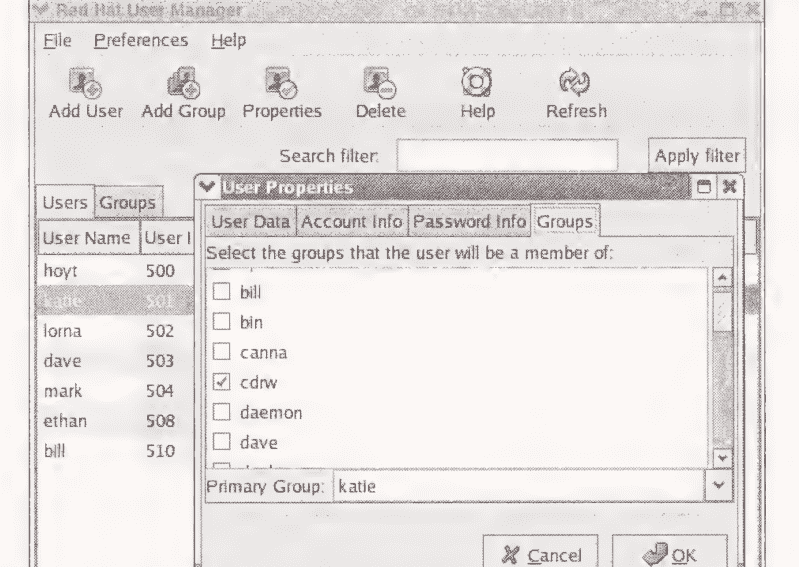 Red Hat User Manager
File Preferences Help
Add User Add Group Properties Delete Help Refresh
Search filter: Apply filter
Users Groups
User Name User I
hoyt 500
katie 501
lorna 502
dave 503
mark 504
ethan 508
bill 510
User Properties
User Data Account Info Password Info Groups
Select the groups that the user will be a member of:
bill
bin
canna
cdrw
daemon
dave
Primary Group: katie
Cancel OK